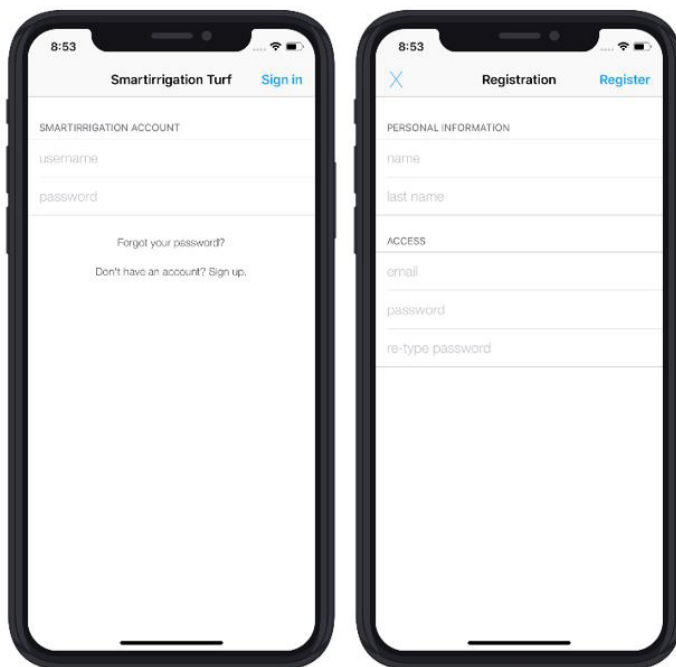 8:53
Smartirrigation Turf
Sign in
SMARTIRRIGATION ACCOUNT
username
password
Forgot your password?
Don't have an account? Sign up.
8:53
X
Registration
Register
PERSONAL INFORMATION
name
last name
ACCESS
email
password
re-type password